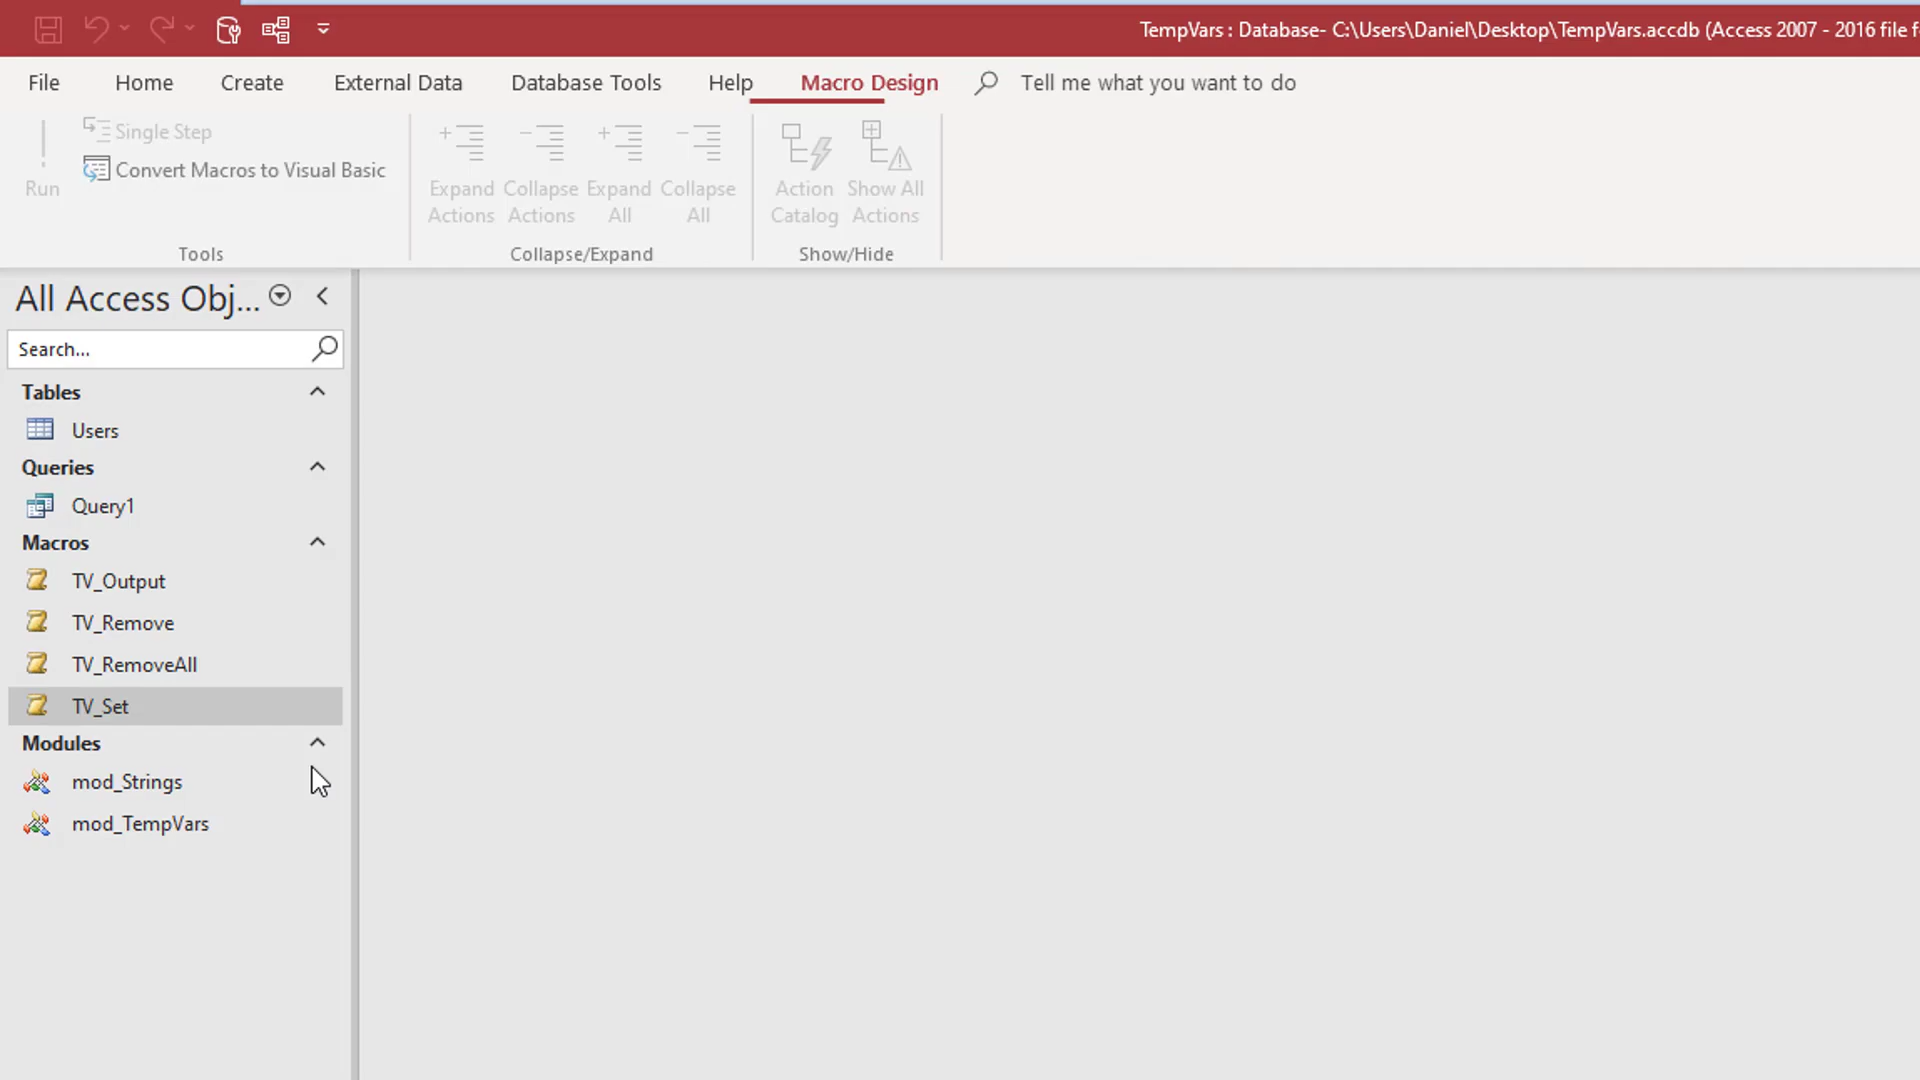 TempVars : Database- C:\Users\Daniel\Desktop\TempVars.accdb (Access 2007 - 2016 file f
File Home Create External Data Database Tools Help Macro Design Tell me what you want to do
Run
Single Step
Convert Macros to Visual Basic
Tools
Expand Actions
Collapse Actions
Expand All
Collapse All
Collapse/Expand
Action Catalog
Show All Actions
Show/Hide
All Access Obj...
Search...
Tables
Users
Queries
Query1
Macros
TV_Output
TV_Remove
TV_RemoveAll
TV_Set
Modules
mod_Strings
mod_TempVars